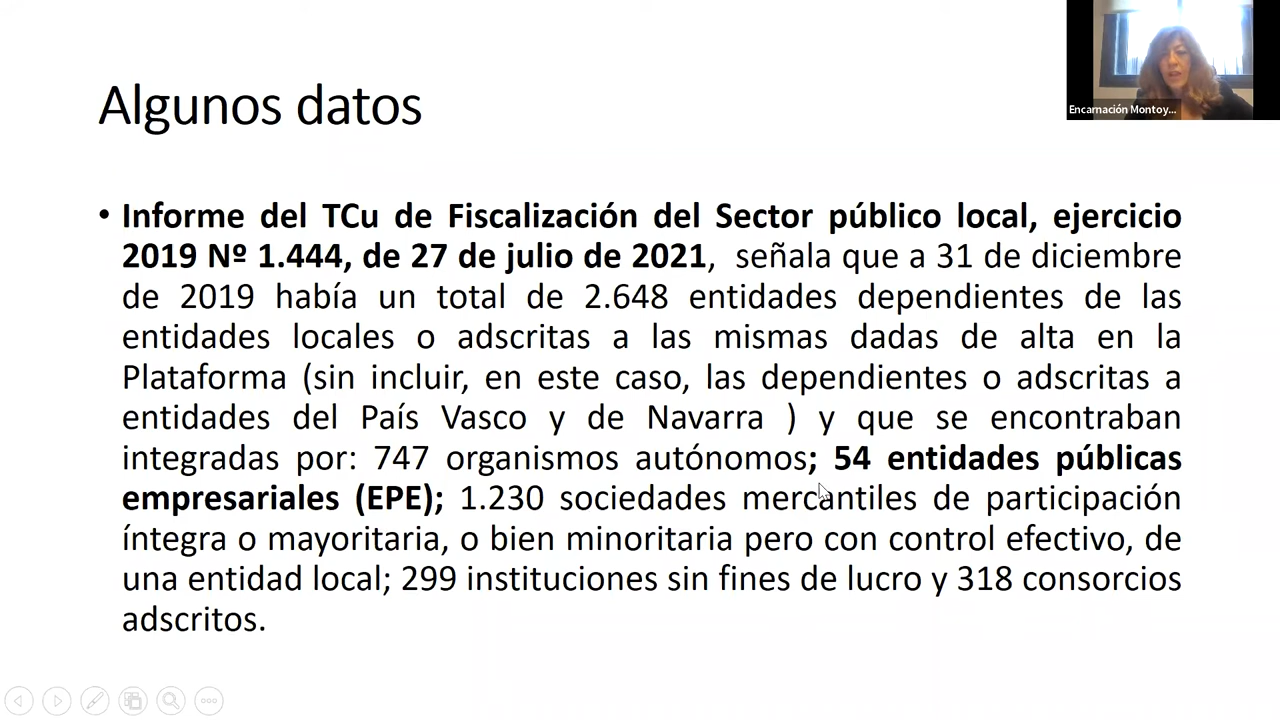 Encarnación Montoy...
Algunos datos
• Informe del TCu de Fiscalización del Sector público local, ejercicio
2019 Nº 1.444, de 27 de julio de 2021, señala que a 31 de diciembre
de 2019 había un total de 2.648 entidades dependientes de las
entidades locales o adscritas a las mismas dadas de alta en la
Plataforma (sin incluir, en este caso, las dependientes o adscritas a
entidades del País Vasco y de Navarra ) y que se encontraban
integradas por: 747 organismos autónomos; 54 entidades públicas
empresariales (EPE); 1.230 sociedades mercantiles de participación
íntegra o mayoritaria, o bien minoritaria pero con control efectivo, de
una entidad local; 299 instituciones sin fines de lucro y 318 consorcios
adscritos.